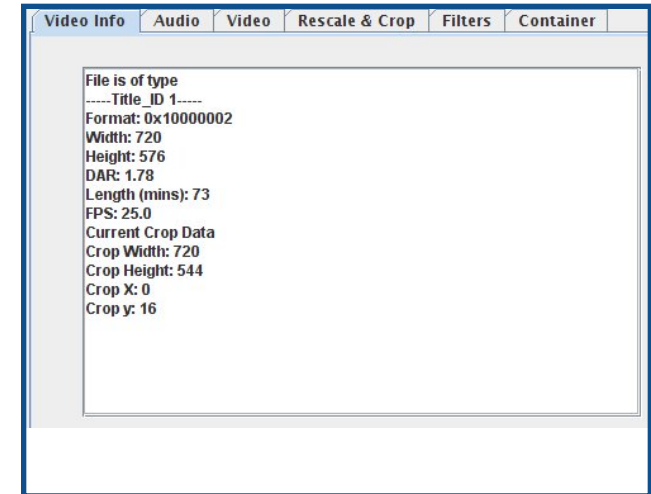 Video Info Audio Video Rescale & Crop Filters Container
File is of type
-----Title_ID 1-----
Format: 0x10000002
Width: 720
Height: 576
DAR: 1.78
Length (mins): 73
FPS: 25.0
Current Crop Data
Crop Width: 720
Crop Height: 544
Crop X: 0
Crop y: 16